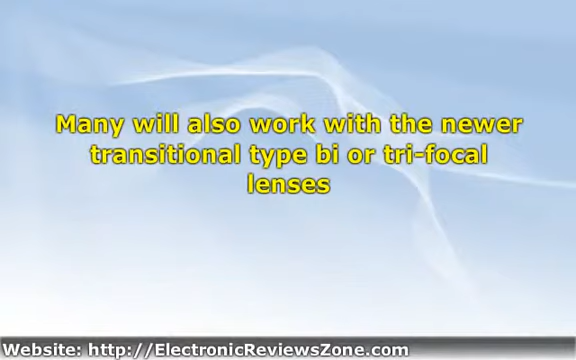 Many will also work with the newer
transitional type bi or tri-focal
lenses
Website: http://ElectronicReviewsZone.com